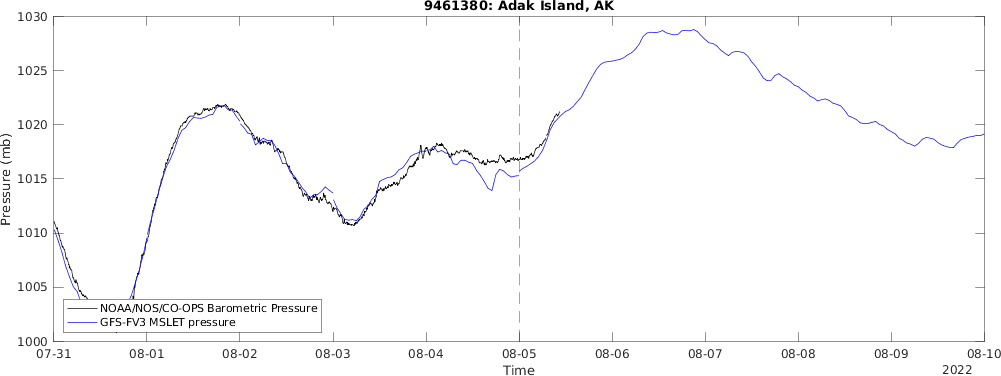 9461380: Adak Island, AK
Pressure (mb)
1030
1025
1020
1015
1010
1005
1000
NOAA/NOS/CO-OPS Barometric Pressure
GFS-FV3 MSLET pressure
07-31 08-01 08-02 08-03 08-04 08-05 08-06 08-07 08-08 08-09 08-10
Time
2022